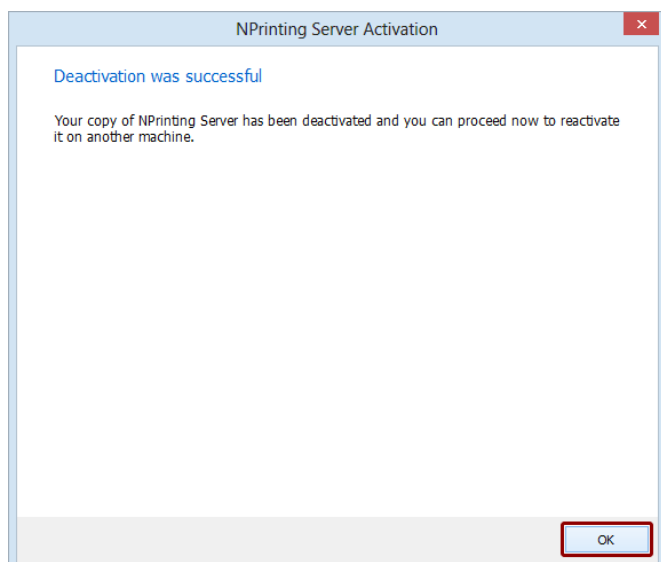 NPrinting Server Activation
Deactivation was successful
Your copy of NPrinting Server has been deactivated and you can proceed now to reactivate
it on another machine.
OK